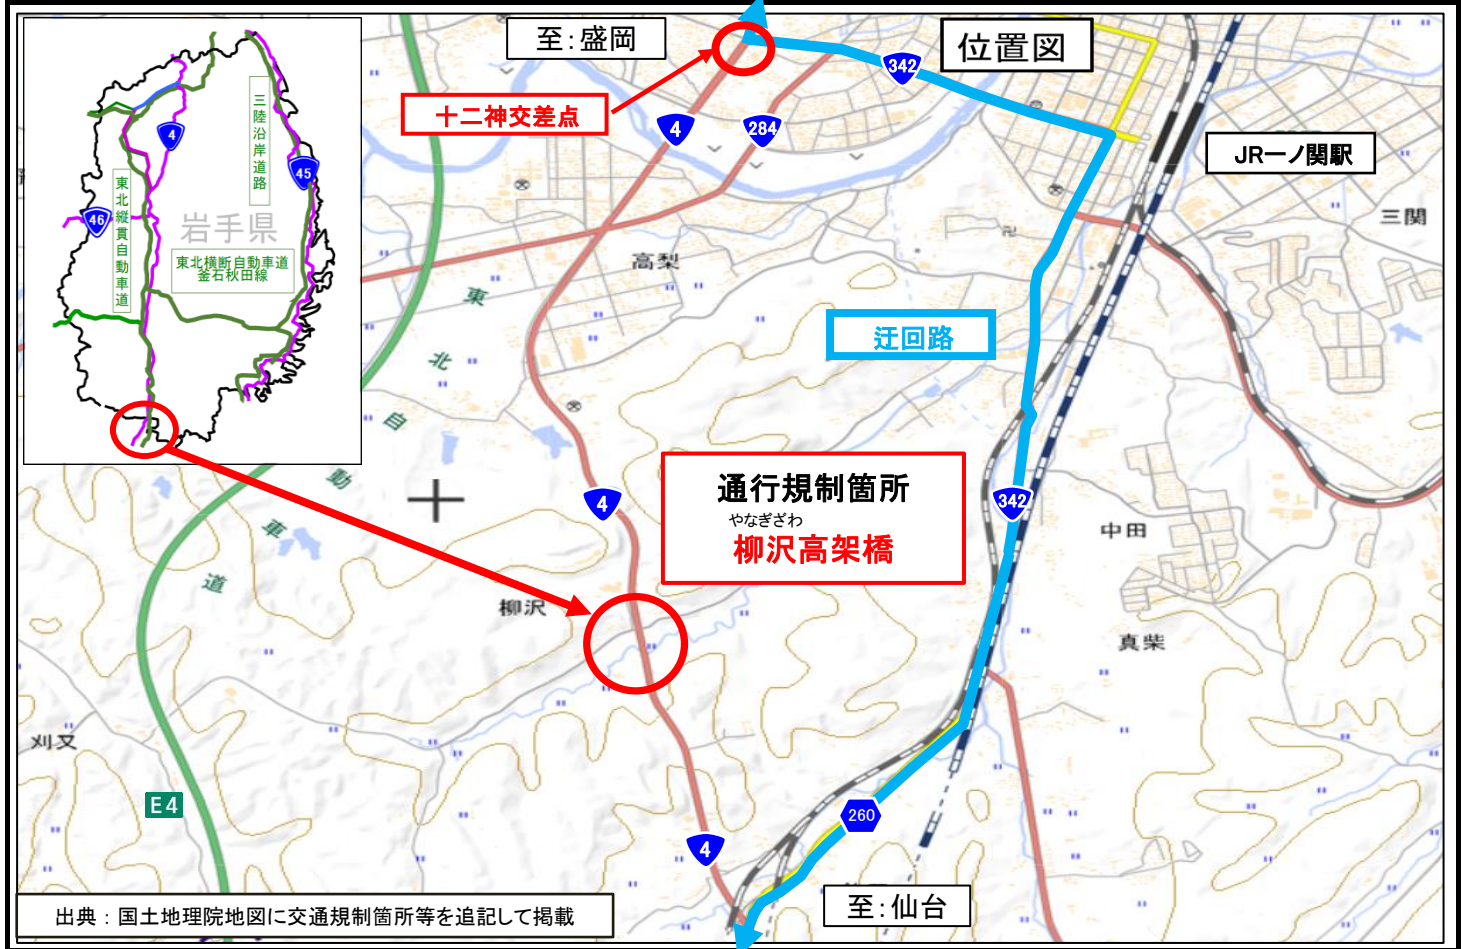 至：盛岡
位置図
十二神交差点
342
4
284
JR一ノ関駅
三関
高梨
迂回路
4
三陸沿岸道路
45
46
東北縦貫自動車道
岩手県
東北横断自動車道
釜石秋田線
東北自動車道
通行規制箇所
やなぎざわ
柳沢高架橋
4
342
中田
柳沢
真柴
刈又
E4
260
4
至：仙台
出典：国土地理院地図に交通規制箇所等を追記して掲載